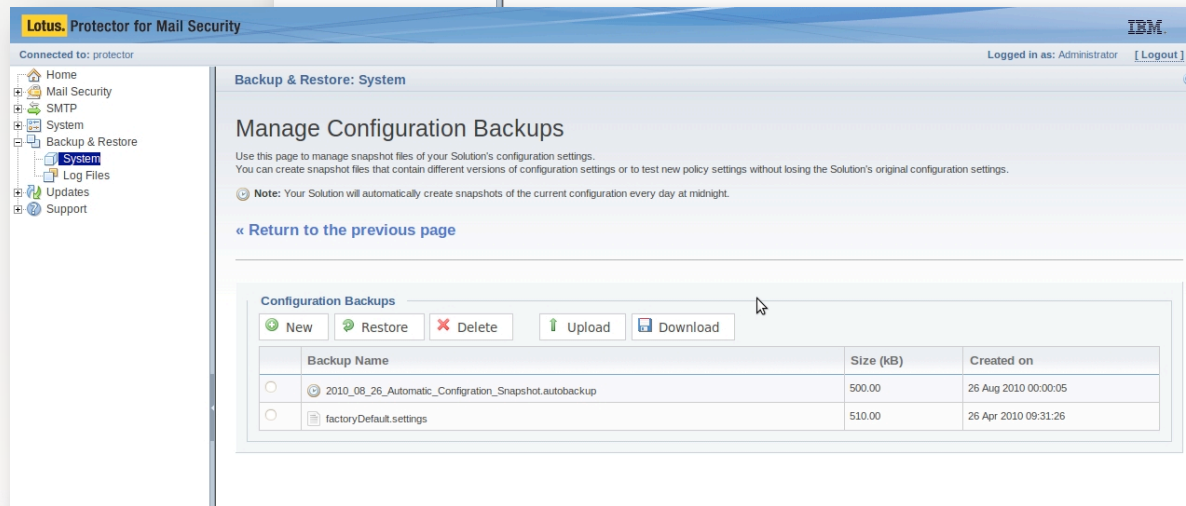 Lotus. Protector for Mail Security
IBM.
Connected to: protector
Logged in as: Administrator [ Logout ]
Home
Mail Security
SMTP
System
Backup & Restore
System
Log Files
Updates
Support
Backup & Restore: System
Manage Configuration Backups
Use this page to manage snapshot files of your Solution's configuration settings.
You can create snapshot files that contain different versions of configuration settings or to test new policy settings without losing the Solution's original configuration settings.
Note: Your Solution will automatically create snapshots of the current configuration every day at midnight.
« Return to the previous page
Configuration Backups
New Restore Delete Upload Download
Backup Name Size (kB) Created on
2010_08_26_Automatic_Configration_Snapshot.autobackup 500.00 26 Aug 2010 00:00:05
factoryDefault.settings 510.00 26 Apr 2010 09:31:26